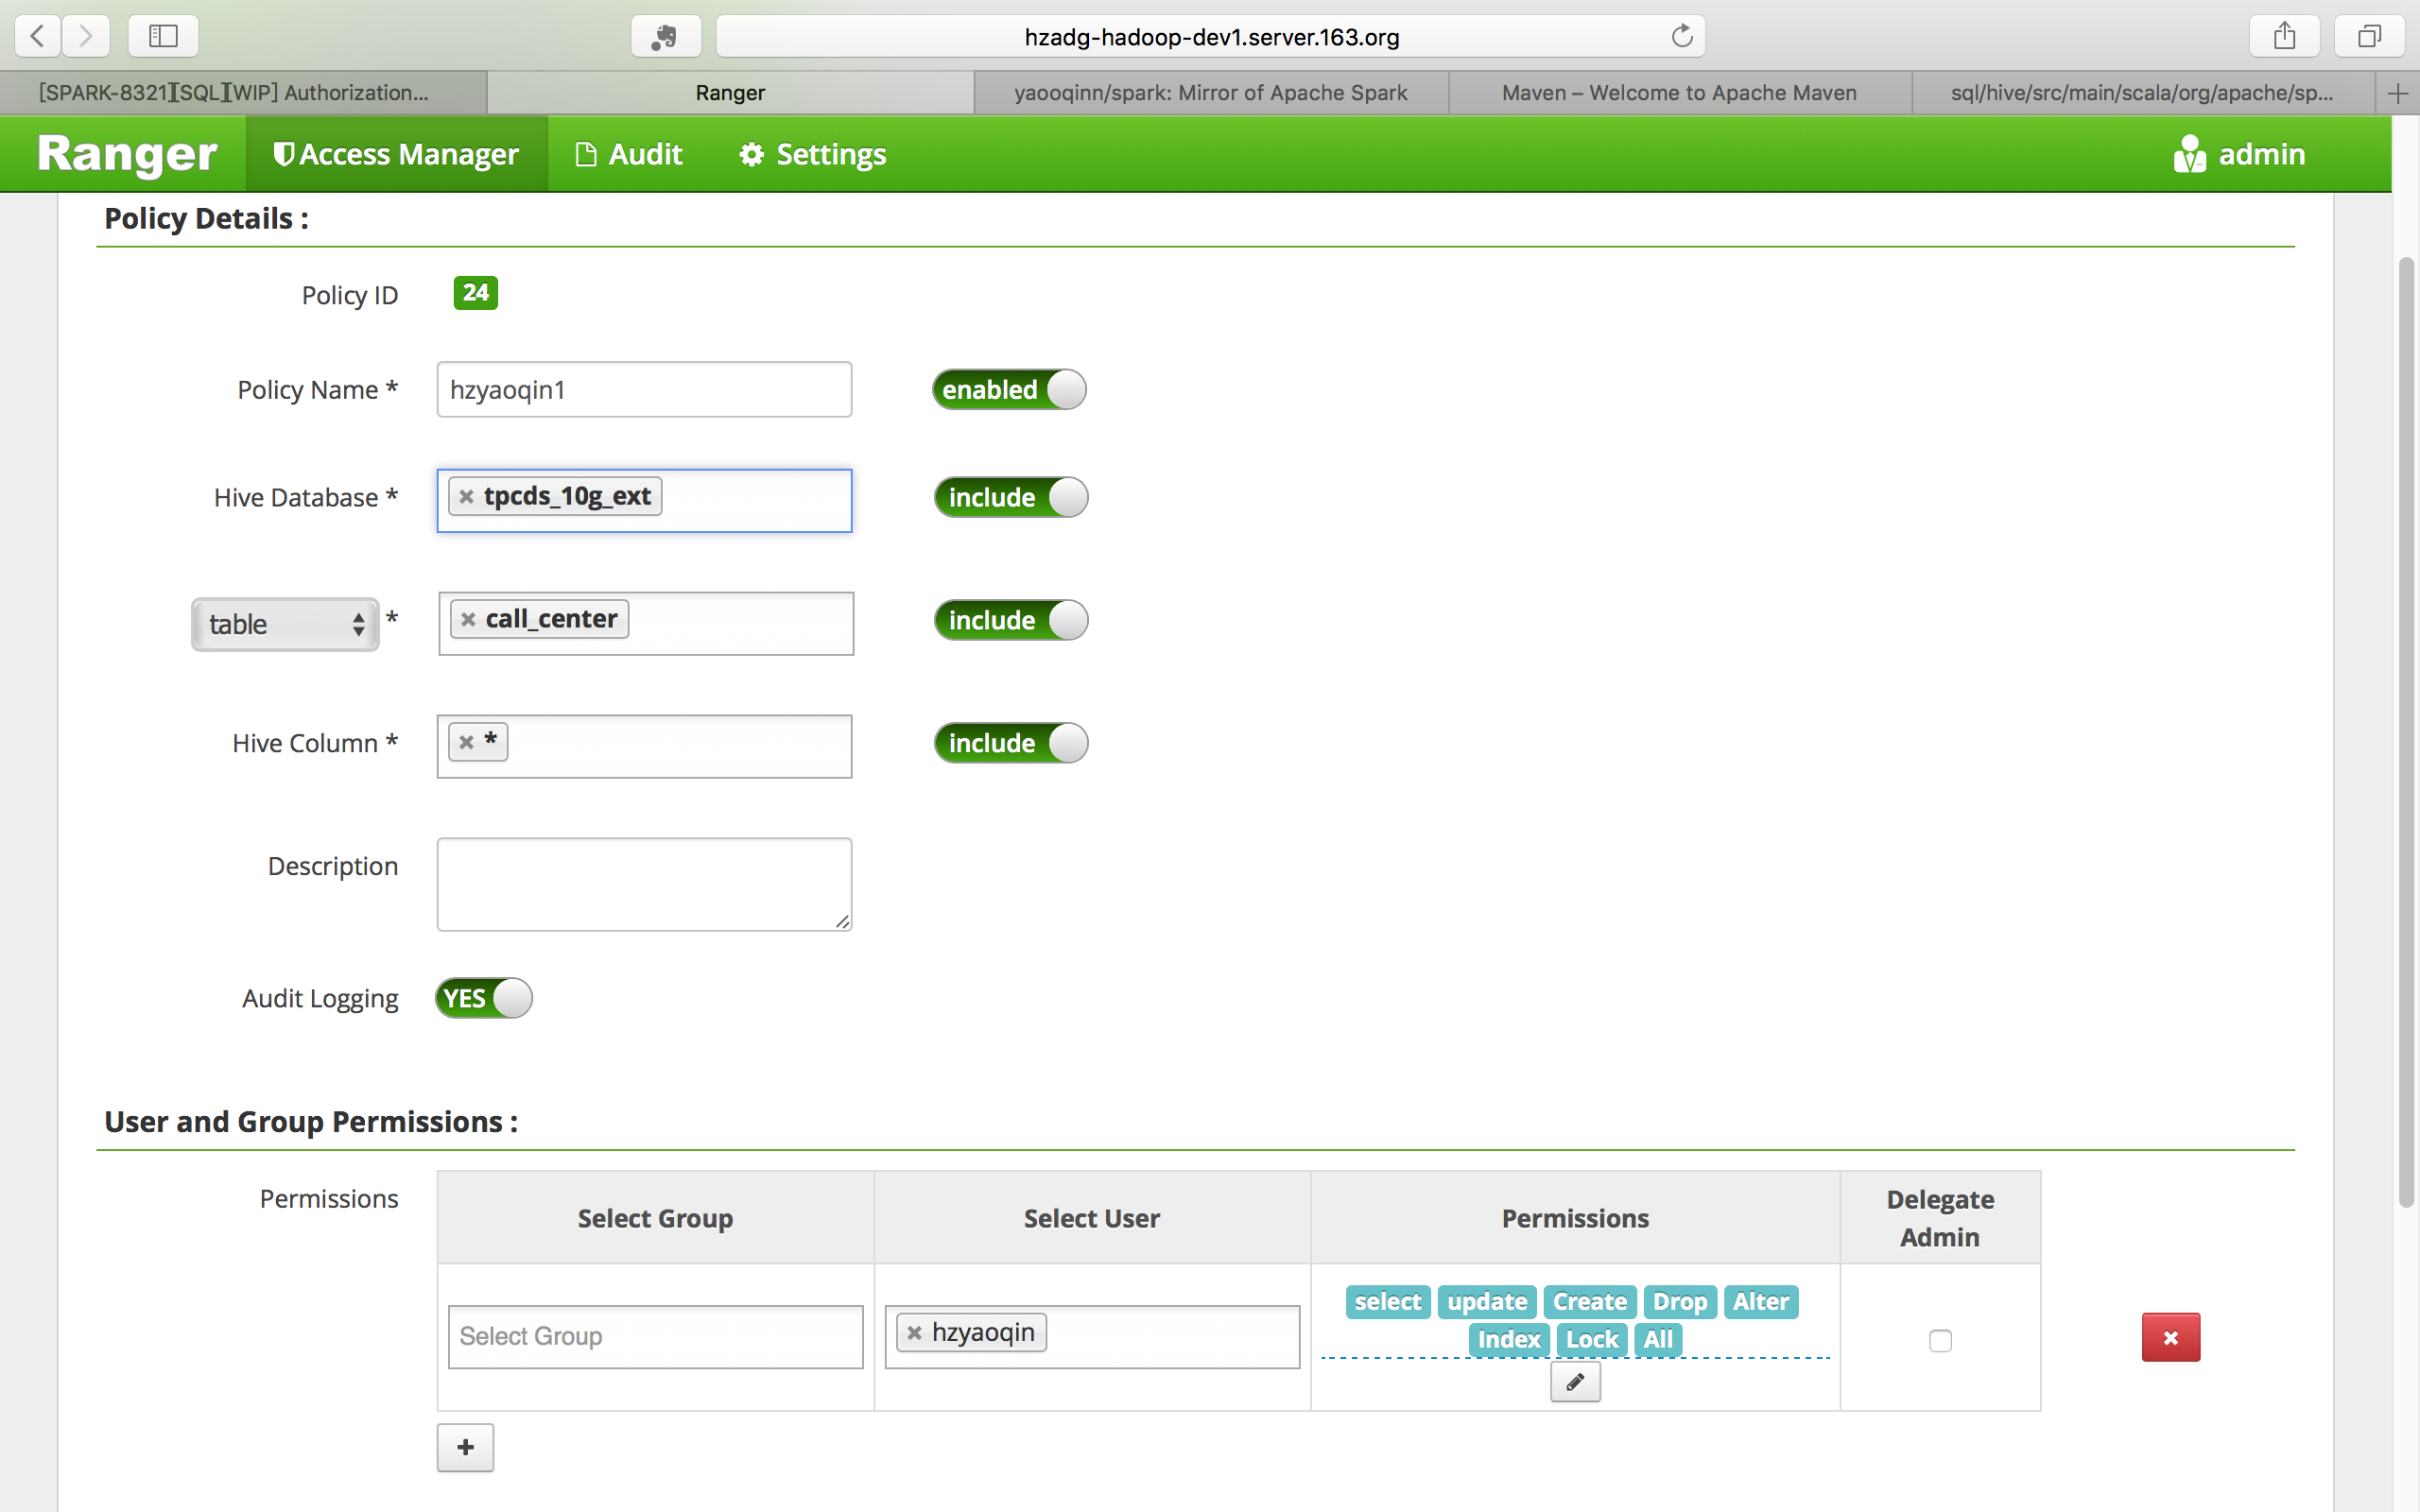 hzadg-hadoop-dev1.server.163.org
[SPARK-8321][SQL][WIP] Authorization... Ranger yaooqinn/spark: Mirror of Apache Spark Maven – Welcome to Apache Maven sql/hive/src/main/scala/org/apache/sp...
Ranger Access Manager Audit Settings admin
Policy Details :
Policy ID 24
Policy Name * hzyaoqin1 enabled
Hive Database * tpcds_10g_ext include
table * call_center include
Hive Column * * include
Description
Audit Logging YES
User and Group Permissions :
Permissions Select Group Select User Permissions Delegate
Admin
select update Create Drop Alter
Select Group hzyaoqin Index Lock All